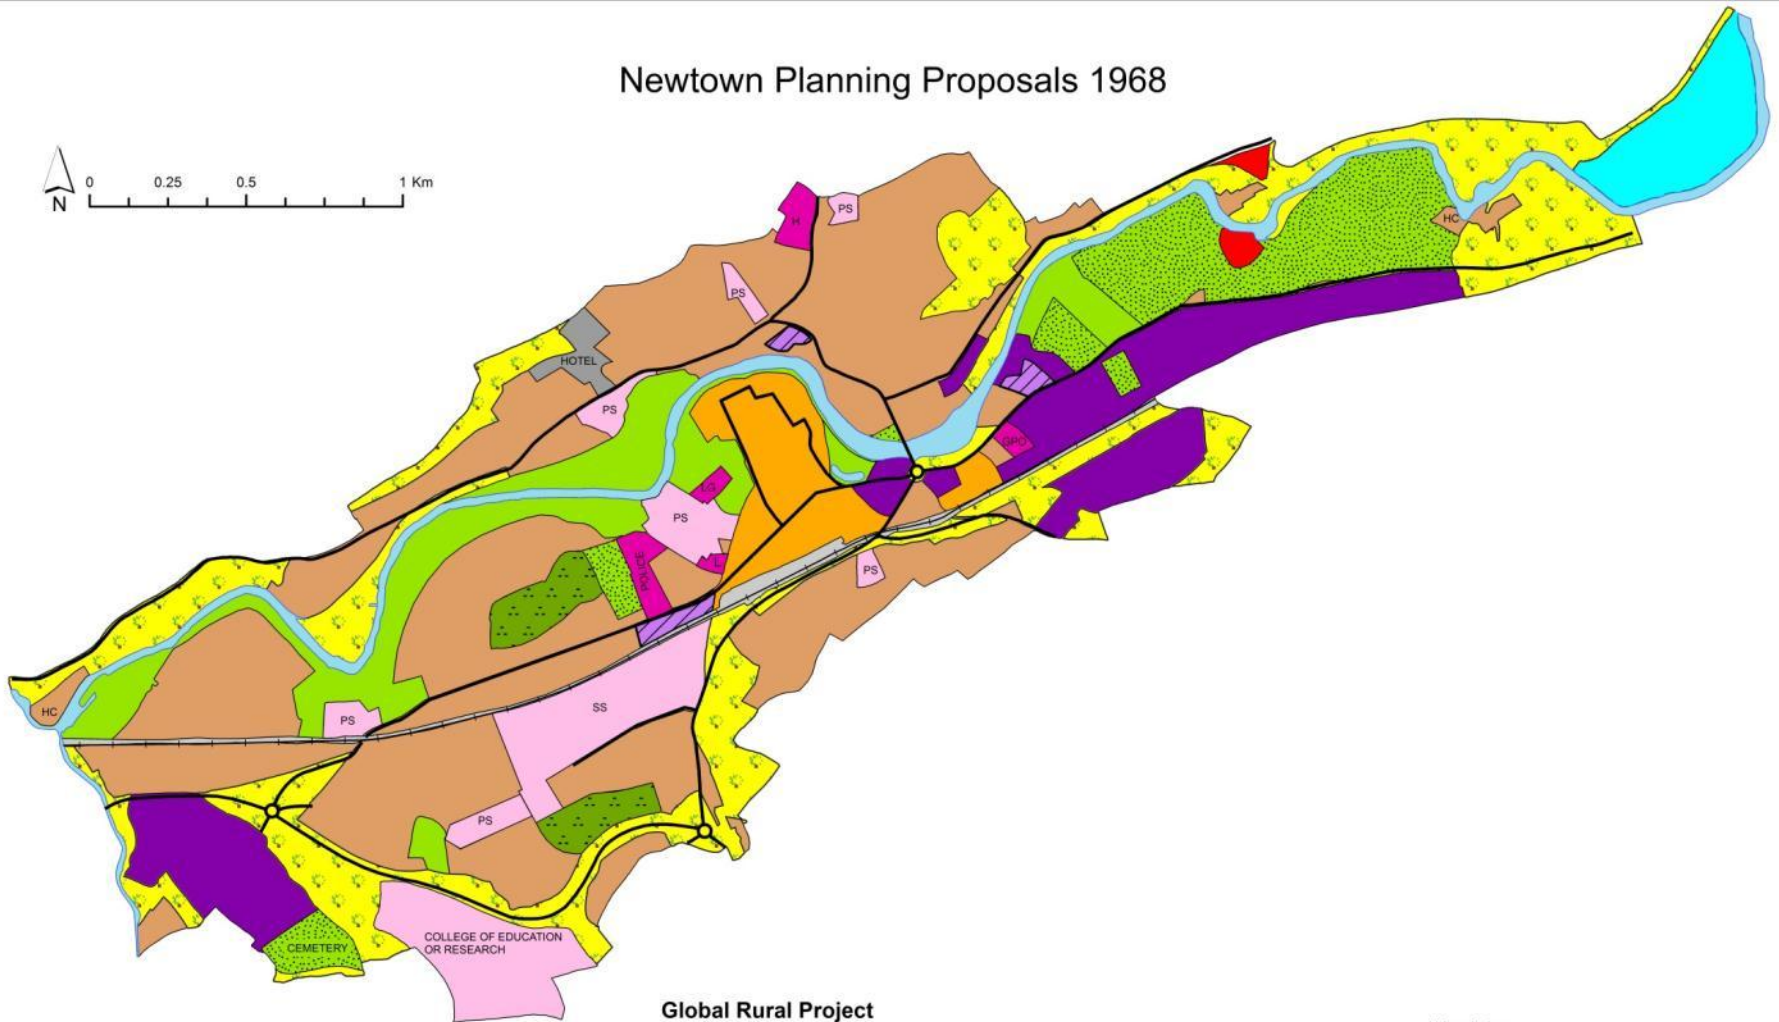 Newtown Planning Proposals 1968
0 0.25 0.5 1 Km
N
H
PS
PS
HOTEL
PS
HC
GPO
LG
PS
POLICE
L
PS
HC
PS
SS
PS
CEMETERY
COLLEGE OF EDUCATION
OR RESEARCH
Global Rural Project